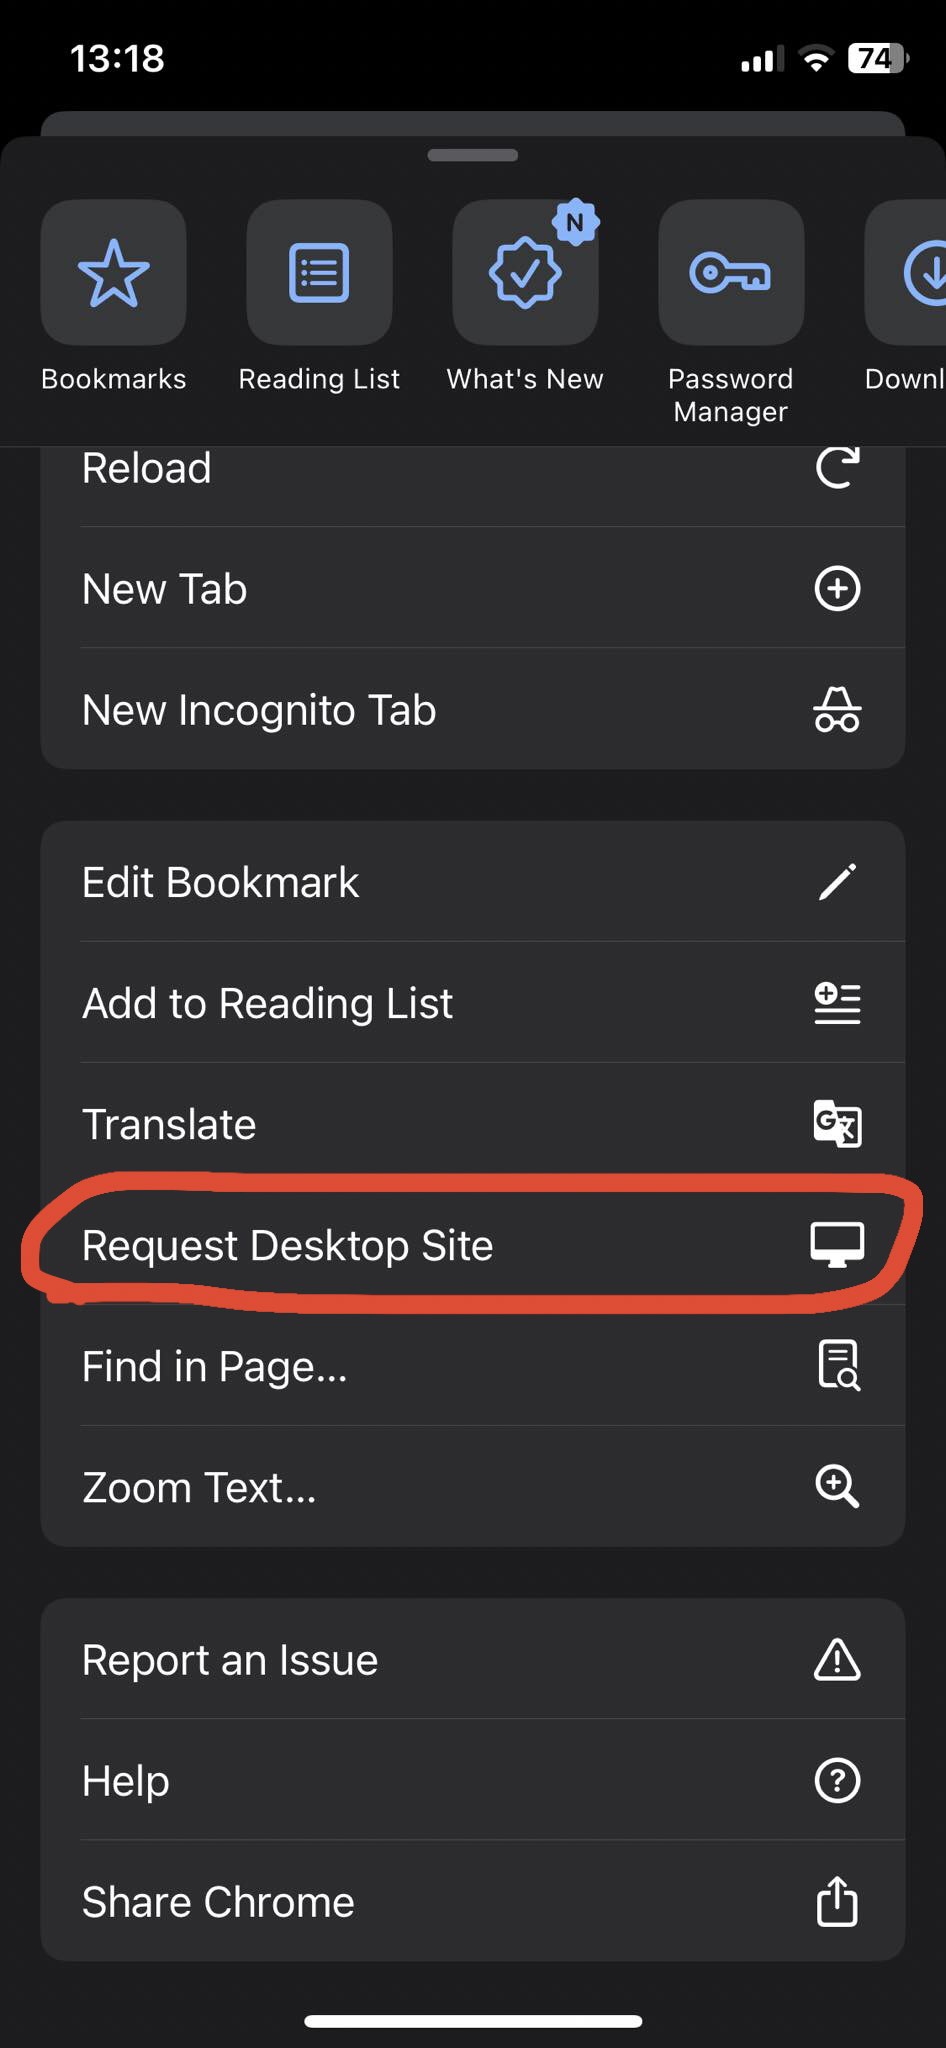 13:18
74
N
Bookmarks
Reading List
What's New
Password
Manager
Downl
Reload
New Tab
New Incognito Tab
Edit Bookmark
Add to Reading List
Translate
Request Desktop Site
Find in Page...
Zoom Text...
Report an Issue
Help
Share Chrome